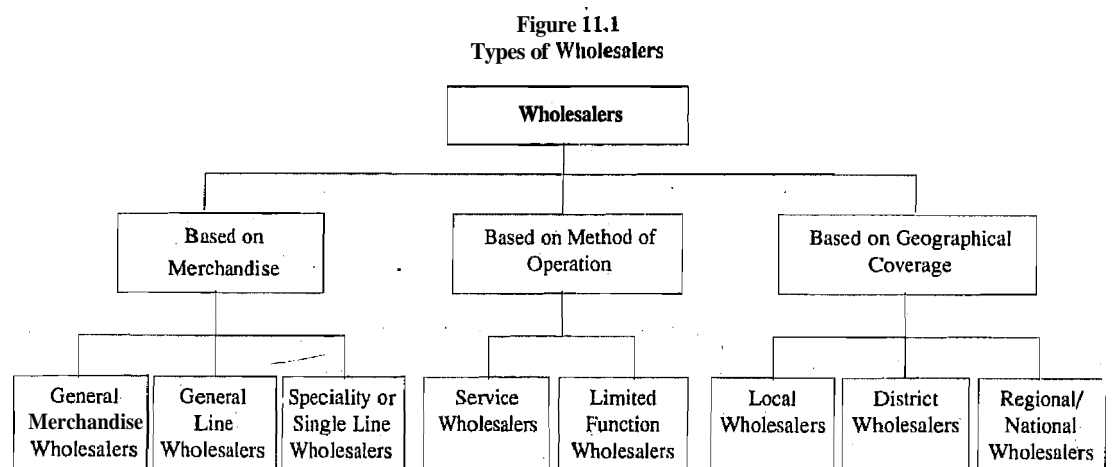 Figure 11.1
Types of Wholesalers
Wholesalers
Based on
Merchandise
Based on Method of
Operation
Based on Geographical
Coverage
General
Merchandise
Wholesalers
General
Line
Wholesalers
Speciality or
Single Line
Wholesalers
Service
Wholesalers
Limited
Function
Wholesalers
Local
Wholesalers
District
Wholesalers
Regional/
National
Wholesalers